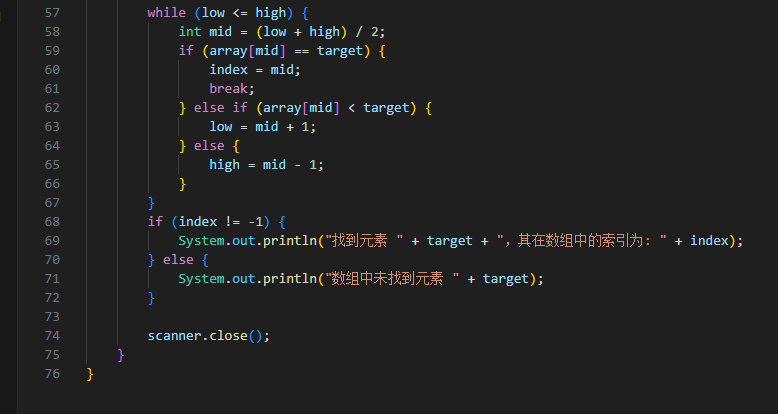 57 while (low <= high) {
58 int mid = (low + high) / 2;
59 if (array[mid] == target) {
60 index = mid;
61 break;
62 } else if (array[mid] < target) {
63 low = mid + 1;
64 } else {
65 high = mid - 1;
66 }
67 }
68 if (index != -1) {
69 System.out.println("找到元素 " + target + "，其在数组中的索引为: " + index);
70 } else {
71 System.out.println("数组中未找到元素 " + target);
72 }
73
74 scanner.close();
75 }
76 }